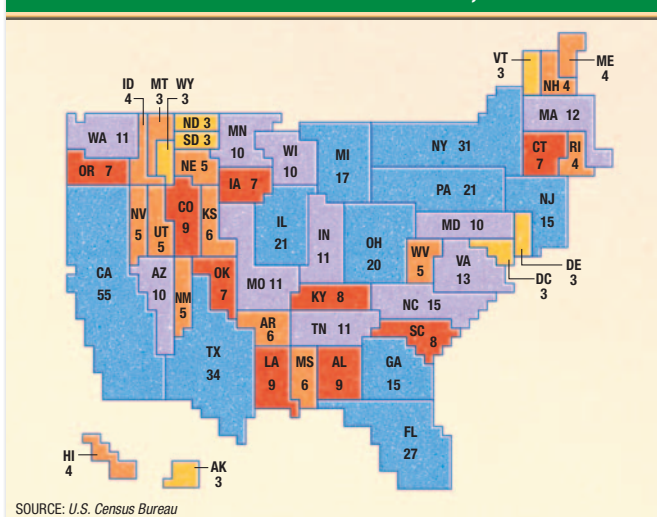 VT
3
ME
4
ID
4
MT
3
WY
3
NH 4
WA 11
ND 3
MN
10
MA 12
SD 3
WI
10
MI
17
NY 31
CT
7
RI
4
OR 7
NE 5
IA 7
PA 21
NJ
15
NV
5
UT
5
CO
9
KS
6
IL
21
IN
11
OH
20
MD 10
WV
5
VA
13
DE
3
DC
3
CA
55
AZ
10
NM
5
OK
7
MO 11
KY 8
NC 15
AR
6
TN 11
SC
8
TX
34
LA
9
MS
6
AL
9
GA
15
FL
27
HI
4
AK
3
SOURCE: U.S. Census Bureau